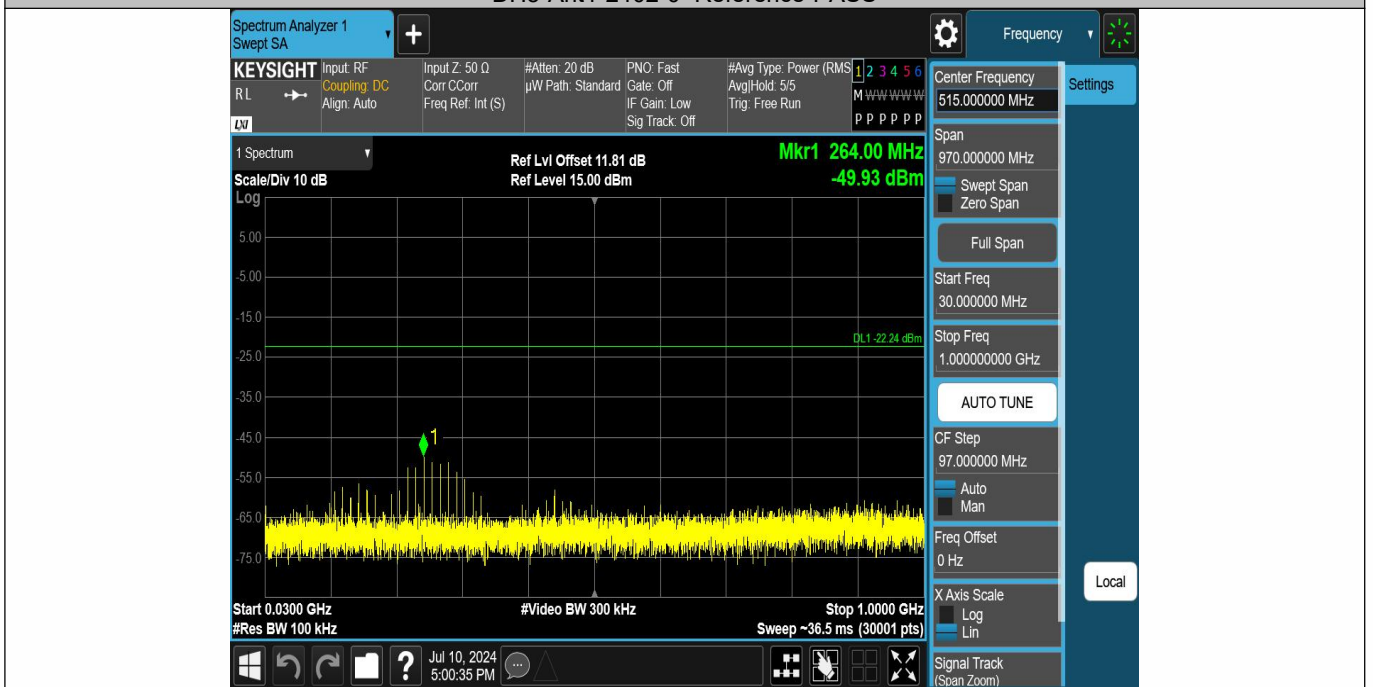 Spectrum Analyzer 1
Swept SA
Frequency
KEYSIGHT
RL
LXI
Input: RF
Coupling: DC
Align: Auto
Input Z: 50 Ω
Corr CCorr
Freq Ref: Int (S)
#Atten: 20 dB
µW Path: Standard
PNO: Fast
Gate: Off
IF Gain: Low
Sig Track: Off
#Avg Type: Power (RMS
Avg|Hold: 5/5
Trig: Free Run
1 2 3 4 5 6
M W W W W W
P P P P P P
1 Spectrum
Scale/Div 10 dB
Log
Ref Lvl Offset 11.81 dB
Ref Level 15.00 dBm
Mkr1 264.00 MHz
-49.93 dBm
5.00
-5.00
-15.0
DL1 -22.24 dBm
-25.0
-35.0
-45.0
1
-55.0
-65.0
-75.0
Start 0.0300 GHz
#Res BW 100 kHz
#Video BW 300 kHz
Stop 1.0000 GHz
Sweep ~36.5 ms (30001 pts)
Jul 10, 2024
5:00:35 PM
Center Frequency
515.000000 MHz
Settings
Span
970.000000 MHz
Swept Span
Zero Span
Full Span
Start Freq
30.000000 MHz
Stop Freq
1.000000000 GHz
AUTO TUNE
CF Step
97.000000 MHz
Auto
Man
Freq Offset
0 Hz
X Axis Scale
Log
Lin
Local
Signal Track
(Span Zoom)